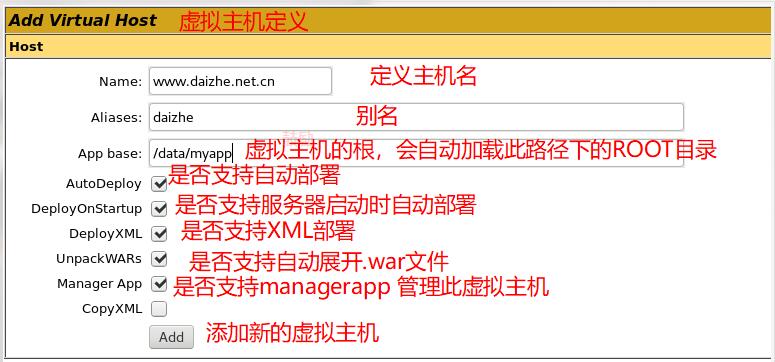 Add Virtual Host 虚拟主机定义
Host
Name: www.daizhe.net.cn 定义主机名
Aliases: daizhe 别名
App base: /data/myapp 虚拟主机的根，会自动加载此路径下的ROOT目录
AutoDeploy 是否支持自动部署
DeployOnStartup 是否支持服务器启动时自动部署
DeployXML 是否支持XML部署
UnpackWARs 是否支持自动展开.war文件
Manager App 是否支持managerapp 管理此虚拟主机
CopyXML
Add 添加新的虚拟主机